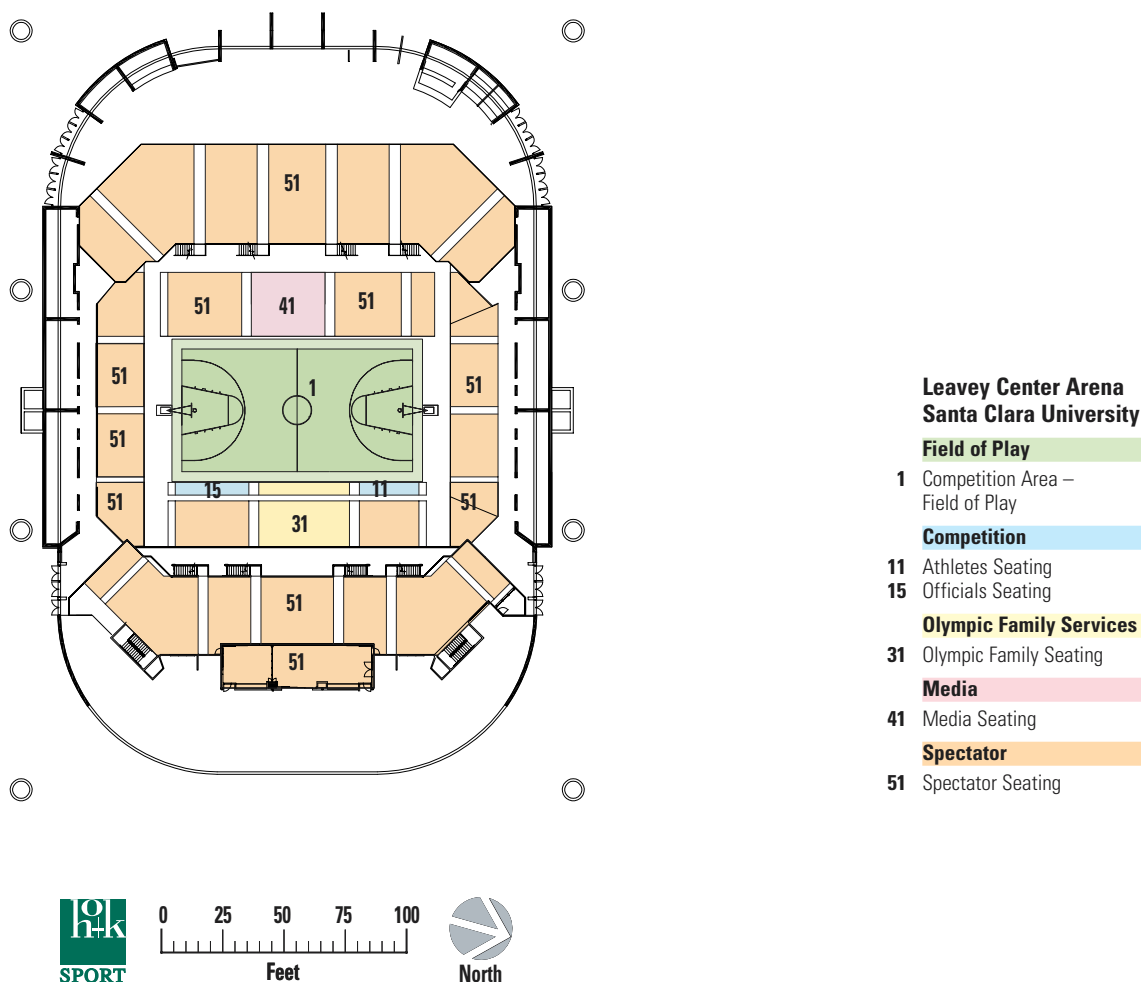 51
51
41
51
1
51
51
51
51
51
15
11
31
51
51
Leavey Center Arena
Santa Clara University
Field of Play
1 Competition Area –
Field of Play
Competition
11 Athletes Seating
15 Officials Seating
Olympic Family Services
31 Olympic Family Seating
Media
41 Media Seating
Spectator
51 Spectator Seating
ho+k
SPORT
0 25 50 75 100
Feet
North